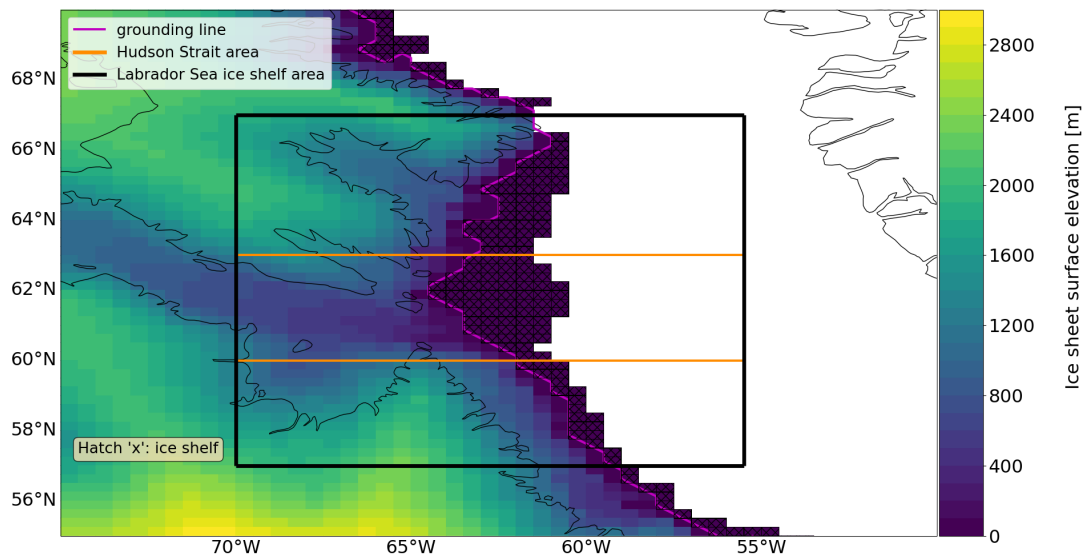 grounding line
Hudson Strait area
Labrador Sea ice shelf area
68°N
66°N
64°N
62°N
60°N
58°N
56°N
Hatch 'x': ice shelf
70°W
65°W
60°W
55°W
2800
2400
2000
1600
1200
800
400
0
Ice sheet surface elevation [m]